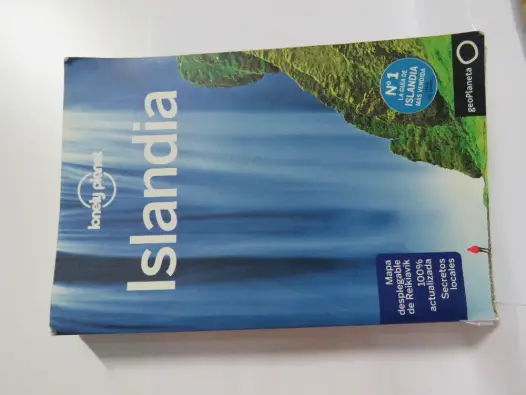 lonely planet
Islandia
Nº 1
LA GUÍA DE
ISLANDIA
MÁS VENDIDA
geoPlaneta
Mapa
desplegable
de Reikiavik
100%
actualizada
Secretos
locales